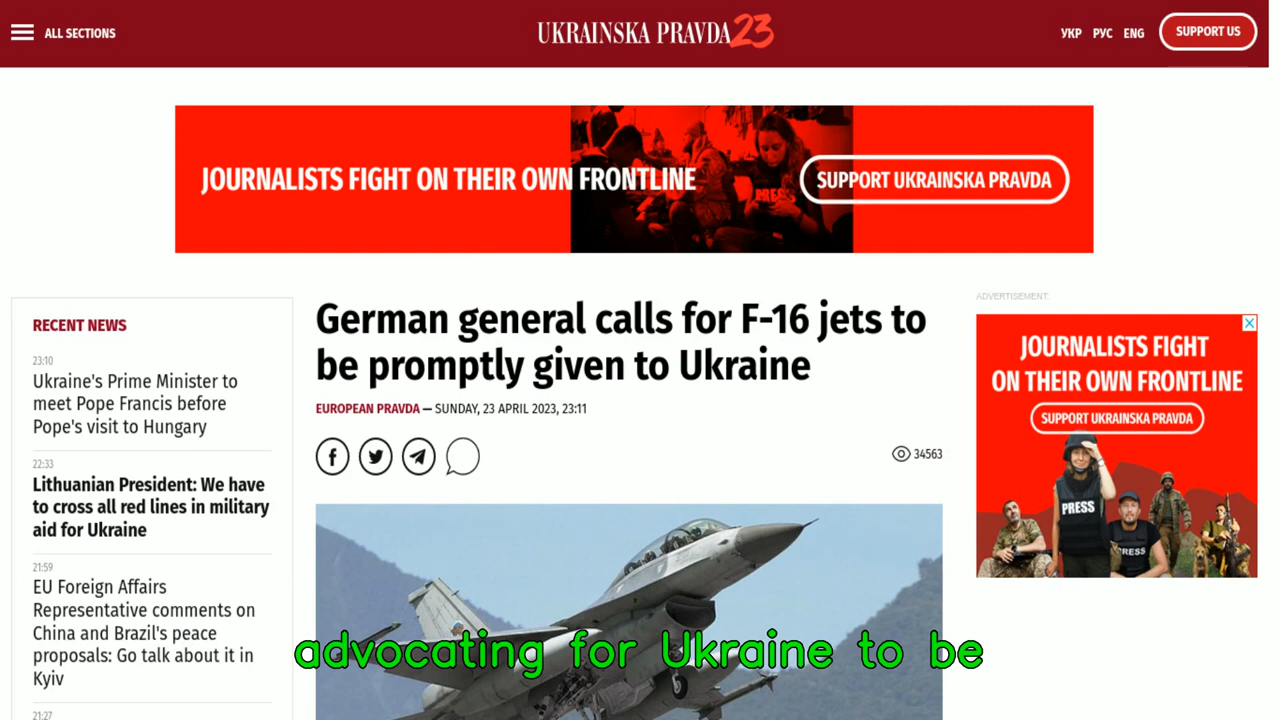 ALL SECTIONS
UKRAINSKA PRAVDA 23
УКР РУС ENG
SUPPORT US
JOURNALISTS FIGHT ON THEIR OWN FRONTLINE
PRESS
SUPPORT UKRAINSKA PRAVDA
RECENT NEWS
23:10
Ukraine's Prime Minister to
meet Pope Francis before
Pope's visit to Hungary
22:33
Lithuanian President: We have
to cross all red lines in military
aid for Ukraine
21:59
EU Foreign Affairs
Representative comments on
China and Brazil's peace
proposals: Go talk about it in
Kyiv
21:27
German general calls for F-16 jets to
be promptly given to Ukraine
EUROPEAN PRAVDA — SUNDAY, 23 APRIL 2023, 23:11
34563
advocating for Ukraine to be
ADVERTISEMENT:
JOURNALISTS FIGHT
ON THEIR OWN FRONTLINE
SUPPORT UKRAINSKA PRAVDA
PRESS
PRESS